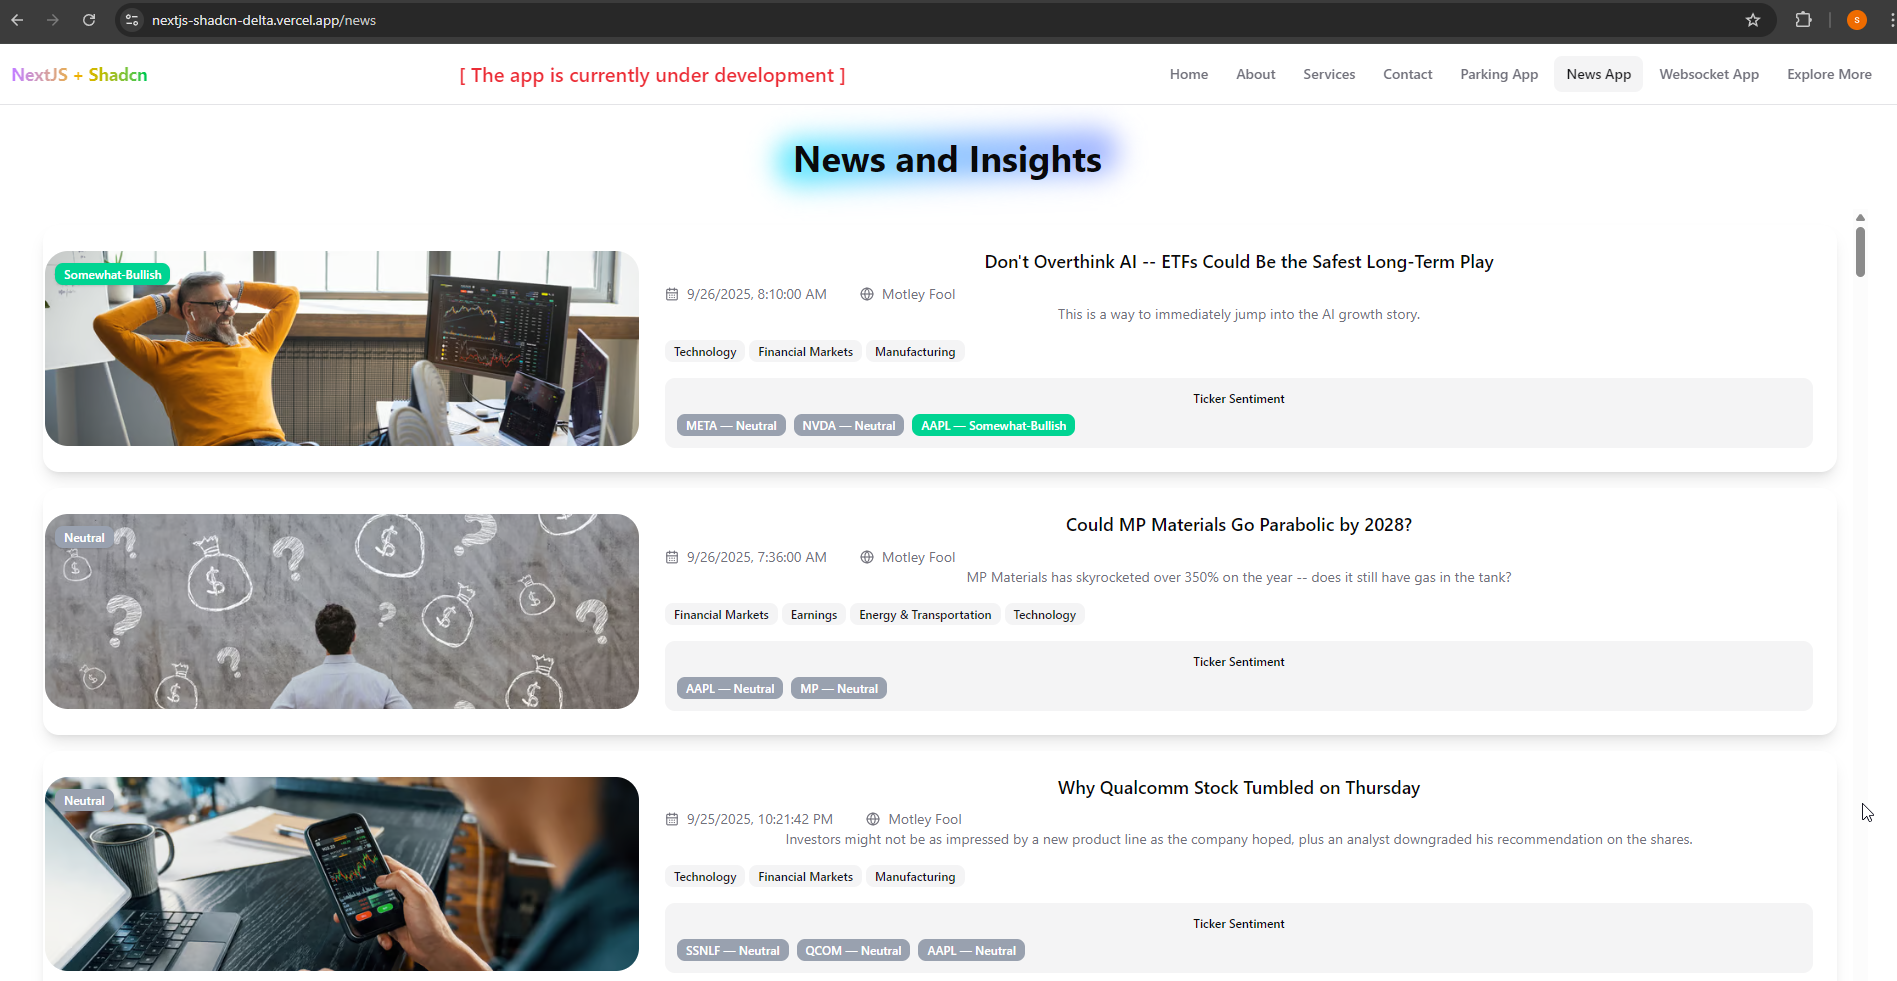 nextjs-shadcn-delta.vercel.app/news
S
NextJS + Shadcn
[ The app is currently under development ]
Home About Services Contact Parking App News App Websocket App Explore More
News and Insights
Somewhat-Bullish
Don't Overthink AI -- ETFs Could Be the Safest Long-Term Play
9/26/2025, 8:10:00 AM Motley Fool
This is a way to immediately jump into the AI growth story.
Technology Financial Markets Manufacturing
Ticker Sentiment
META — Neutral NVDA — Neutral AAPL — Somewhat-Bullish
Neutral
Could MP Materials Go Parabolic by 2028?
9/26/2025, 7:36:00 AM Motley Fool
MP Materials has skyrocketed over 350% on the year -- does it still have gas in the tank?
Financial Markets Earnings Energy & Transportation Technology
Ticker Sentiment
AAPL — Neutral MP — Neutral
Neutral
Why Qualcomm Stock Tumbled on Thursday
9/25/2025, 10:21:42 PM Motley Fool
Investors might not be as impressed by a new product line as the company hoped, plus an analyst downgraded his recommendation on the shares.
Technology Financial Markets Manufacturing
Ticker Sentiment
SSNLF — Neutral QCOM — Neutral AAPL — Neutral